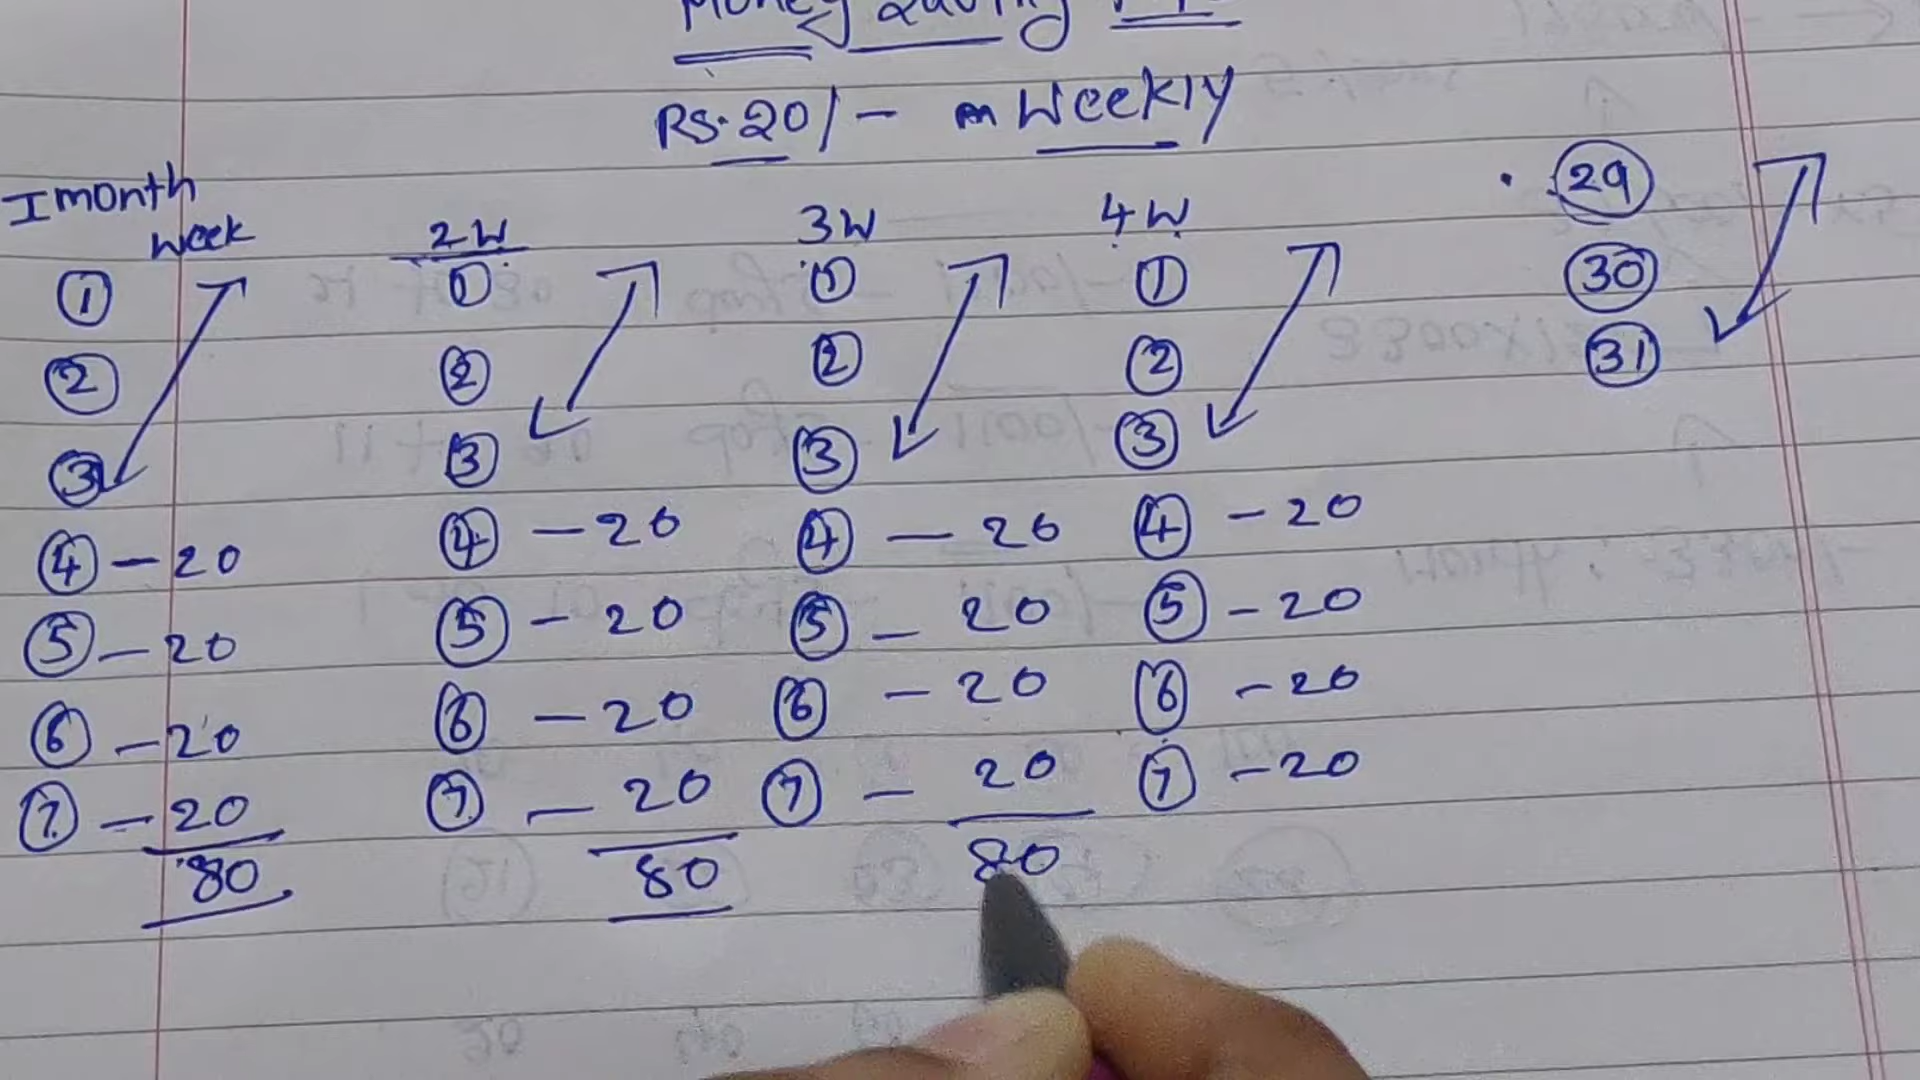 Money Saving
RS.20/- m Weekly
I month
week 2W 3W 4W
1 1 1 1 29
2 2 2 2 30
3 3 3 3 31
4 - 20 4 - 20 4 - 20 4 - 20
5 - 20 5 - 20 5 - 20 5 - 20
6 - 20 6 - 20 6 - 20 6 - 20
7 - 20 7 - 20 7 - 20 7 - 20
80 80 80